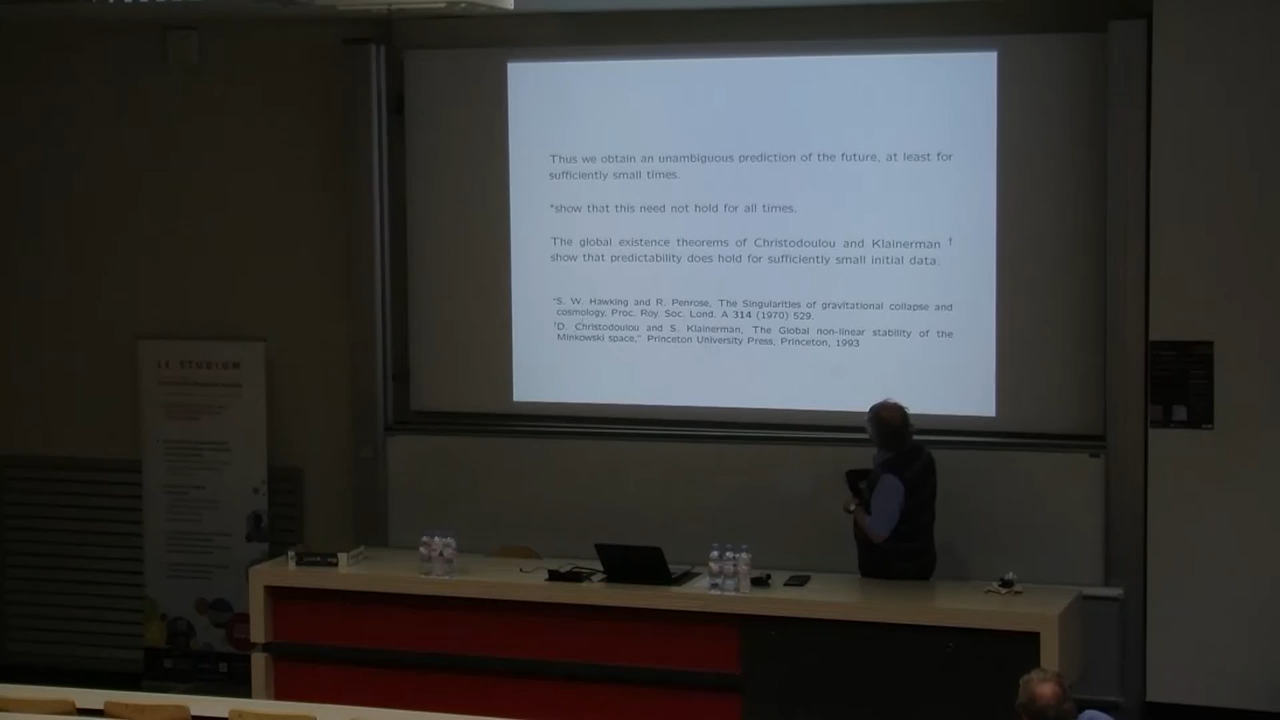 Thus we obtain an unambiguous prediction of the future, at least for
sufficiently small times.
*show that this need not hold for all times.
The global existence theorems of Christodoulou and Klainerman †
show that predictability does hold for sufficiently small initial data.
*S. W. Hawking and R. Penrose, The Singularities of gravitational collapse and
cosmology. Proc. Roy. Soc. Lond. A 314 (1970) 529.
†D. Christodoulou and S. Klainerman, The Global non-linear stability of the
Minkowski space," Princeton University Press, Princeton, 1993
LE STUDIUM